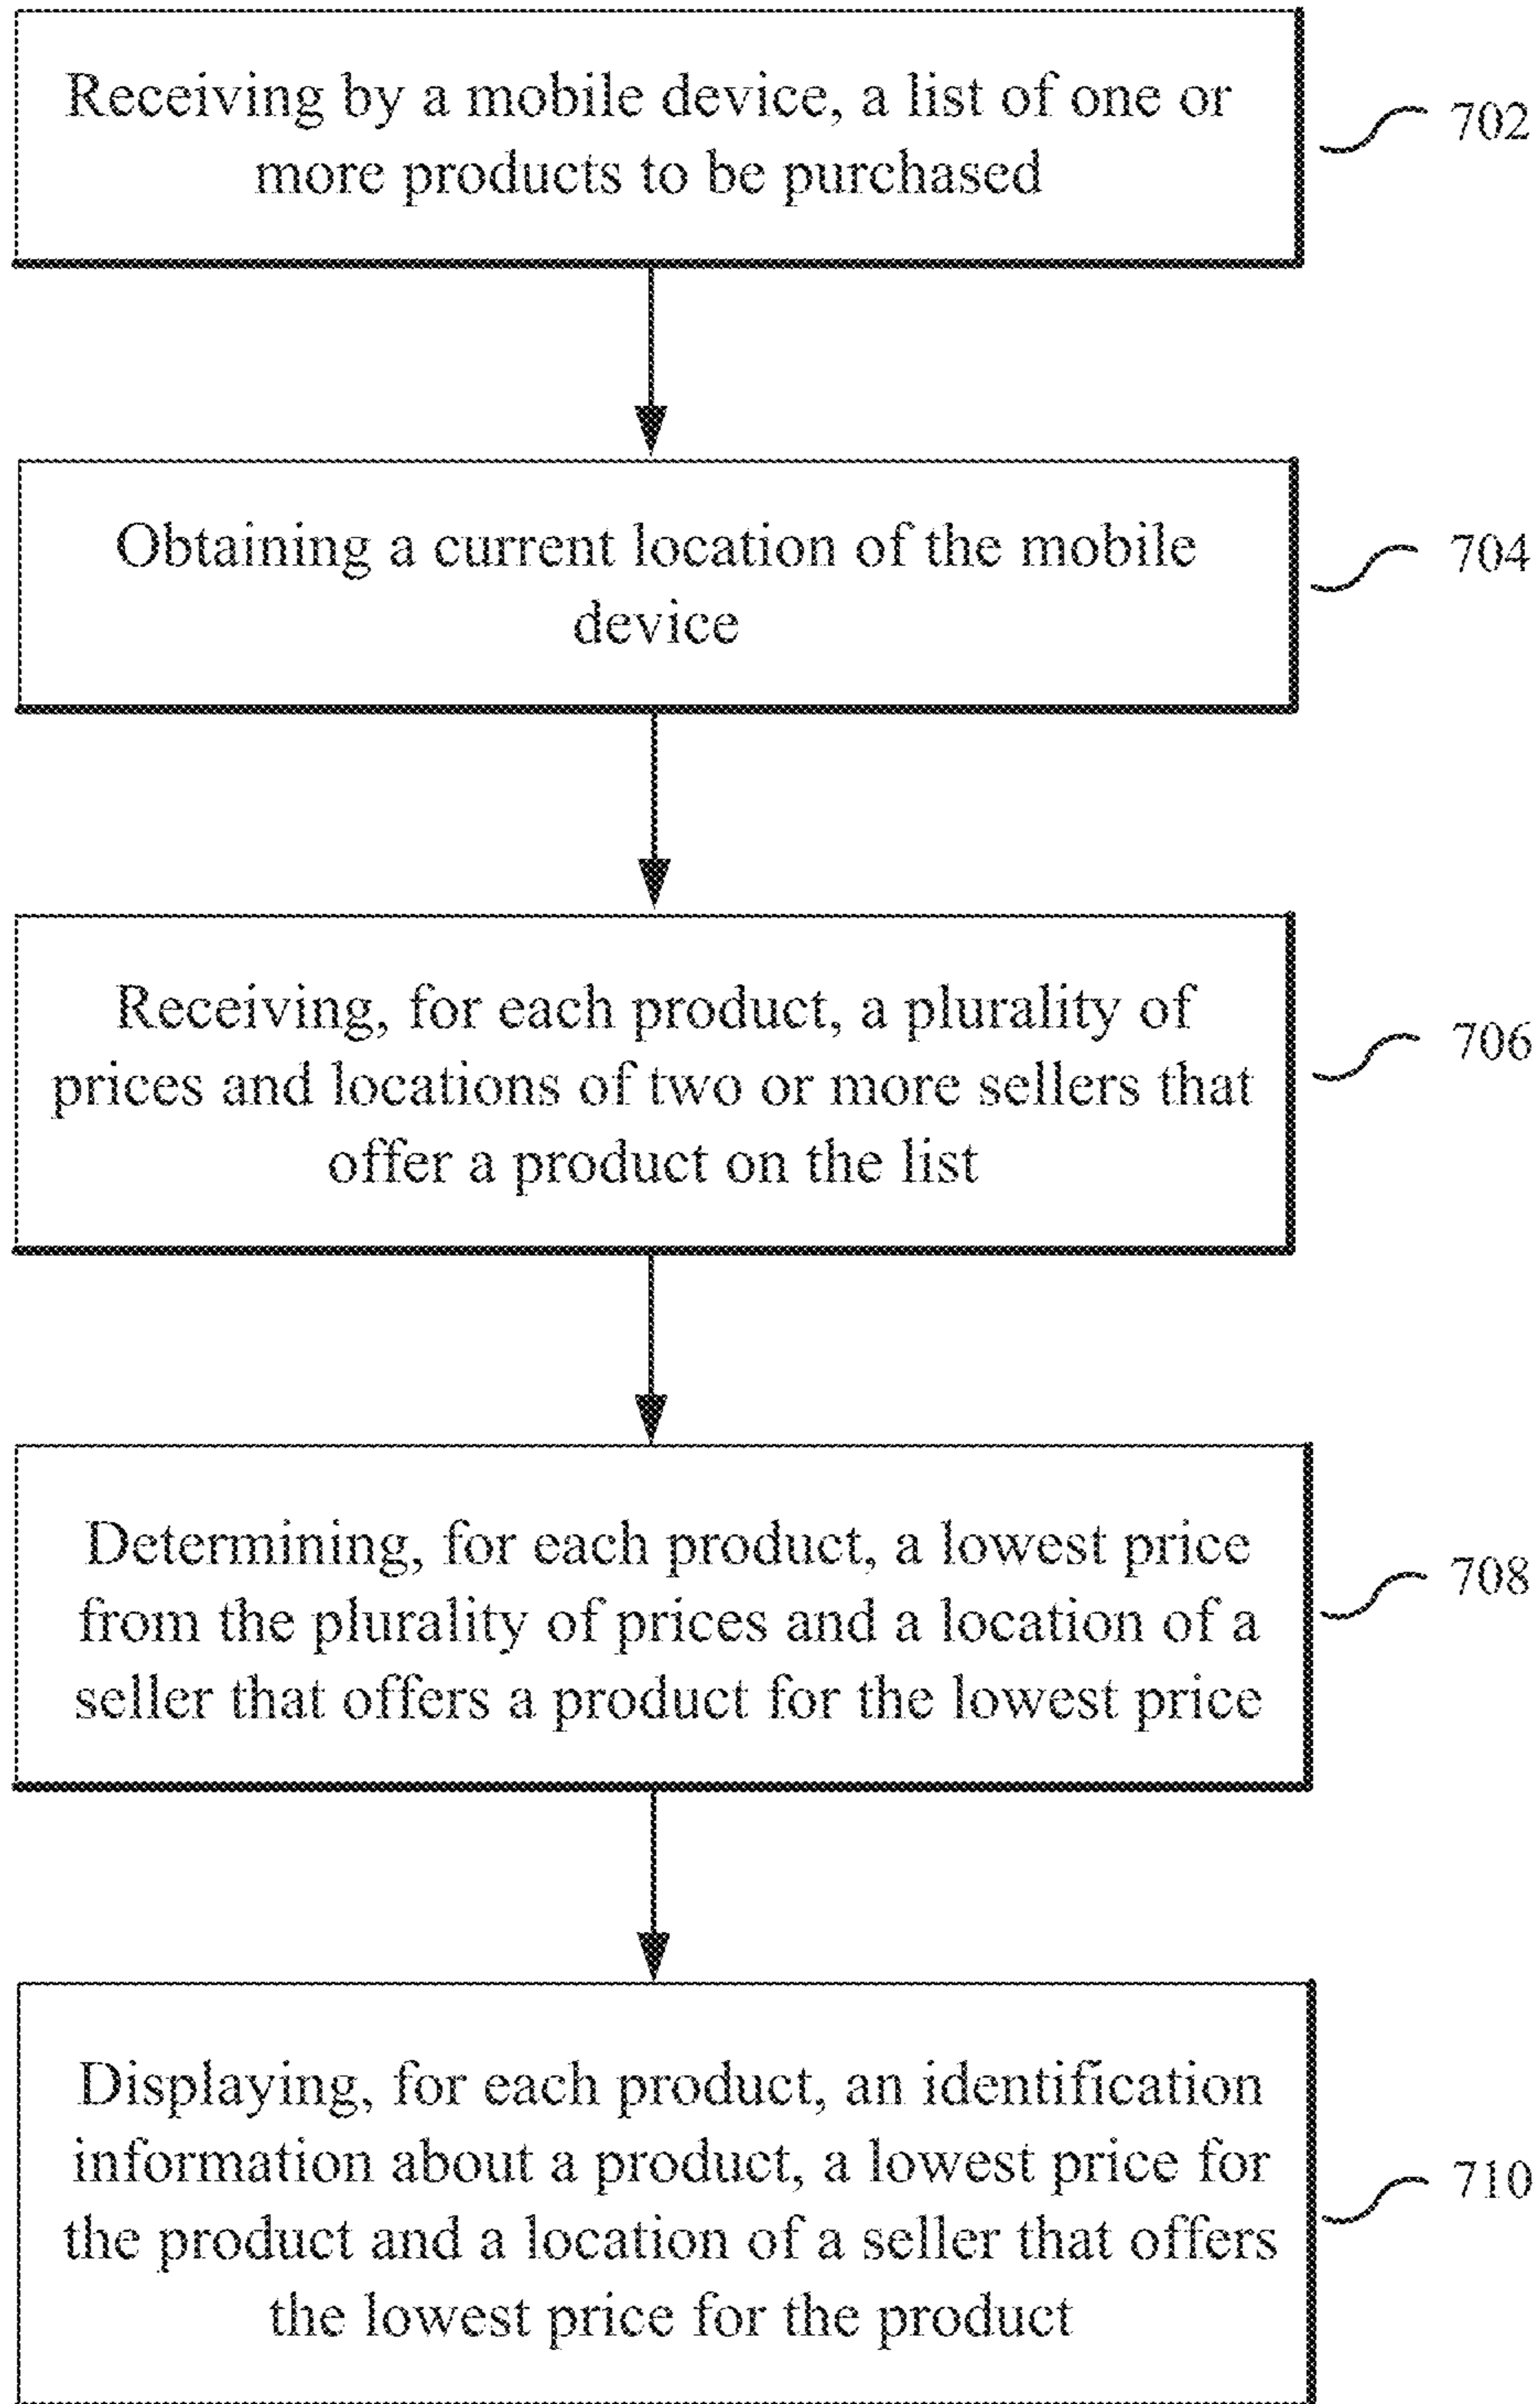 Receiving by a mobile device, a list of one or
more products to be purchased
702
Obtaining a current location of the mobile
device
704
Receiving, for each product, a plurality of
prices and locations of two or more sellers that
offer a product on the list
706
Determining, for each product, a lowest price
from the plurality of prices and a location of a
seller that offers a product for the lowest price
708
Displaying, for each product, an identification
information about a product, a lowest price for
the product and a location of a seller that offers
the lowest price for the product
710